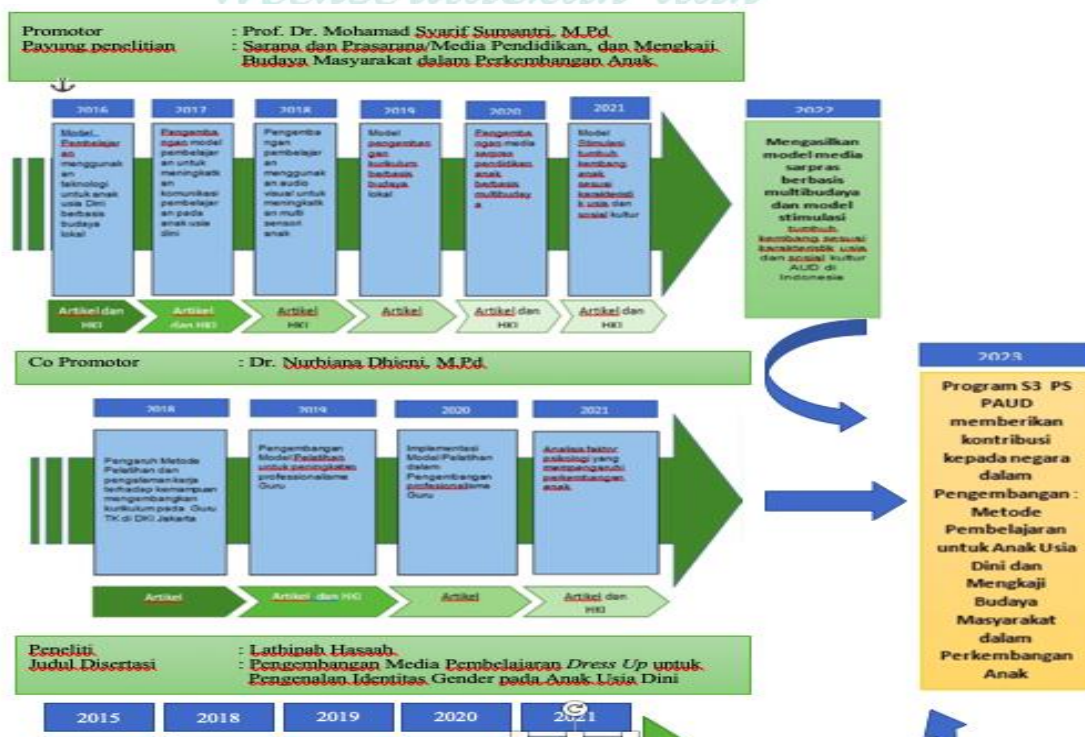 Promotor : Prof. Dr. Mohamad Syarif Sumantri, M.Pd.
Payung penelitian : Sarana dan Prasarana/Media Pendidikan, dan Mengkaji
Budaya Masyarakat dalam Perkembangan Anak
2016
Model
Pembelajar
an
menggunak
an
teknologi
untuk anak
usia Dini
berbasis
budaya
lokal
2017
Pengemba
ngan model
pembelajar
an untuk
meningkatk
an
komunikasi
pembelajar
an pada
anak usia
dini
2018
Pengemba
ngan
pembelajar
an
menggunak
an audio
visual untuk
meningkatk
an multi
sensori
anak
2019
Model
pengemban
gan
kurikulum
berbasis
budaya
lokal
2020
Pengemba
ngan media
sarpras
pendidikan
anak
berbasis
multibuday
a
2021
Model
Stimulasi
tumbuh
kembang
anak
sesuai
karakteristi
k usia dan
sosial kultur
2022
Mengasilkan
model media
sarpras
berbasis
multibudaya
dan model
stimulasi
tumbuh
kembang sesuai
karakteristik usia
dan sosial kultur
AUD di
Indonesia
Artikel dan
HKI
Artikel
dan HKI
Artikel
HKI
Artikel
Artikel dan
HKI
Artikel dan
HKI
Co Promotor : Dr. Nurbiana Dhieni, M.Pd.
2018
Pengaruh Metode
Pelatihan dan
pengalaman kerja
terhadap kemampuan
mengembangkan
kurikulum pada Guru
TK di DKI Jakarta
2019
Pengembangan
Model Pelatihan
untuk peningkatan
professionalisme
Guru
2020
Implementasi
Model Pelatihan
dalam
Pengembangan
profesionalisme
Guru
2021
Analisa faktor
psikologi yang
mempengaruhi
perkembangan
anak
Artikel
Artikel dan HKI
Artikel
Artikel dan
HKI
2023
Program S3 PS
PAUD
memberikan
kontribusi
kepada negara
dalam
Pengembangan :
Metode
Pembelajaran
untuk Anak Usia
Dini dan
Mengkaji
Budaya
Masyarakat
dalam
Perkembangan
Anak
Peneliti : Lathipah Hasanah
Judul Disertasi : Pengembangan Media Pembelajaran Dress Up untuk
Pengenalan Identitas Gender pada Anak Usia Dini
2015
2018
2019
2020
2021